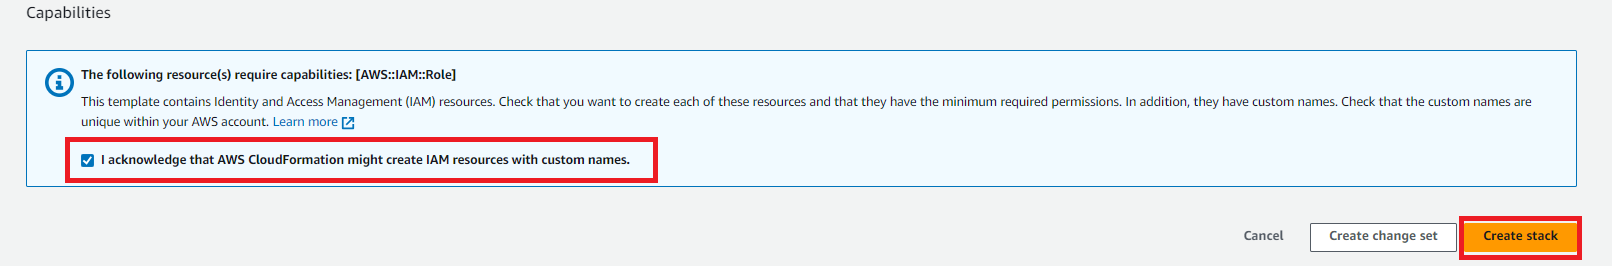 Capabilities
The following resource(s) require capabilities: [AWS::IAM::Role]
This template contains Identity and Access Management (IAM) resources. Check that you want to create each of these resources and that they have the minimum required permissions. In addition, they have custom names. Check that the custom names are
unique within your AWS account. Learn more
I acknowledge that AWS CloudFormation might create IAM resources with custom names.
Cancel Create change set Create stack